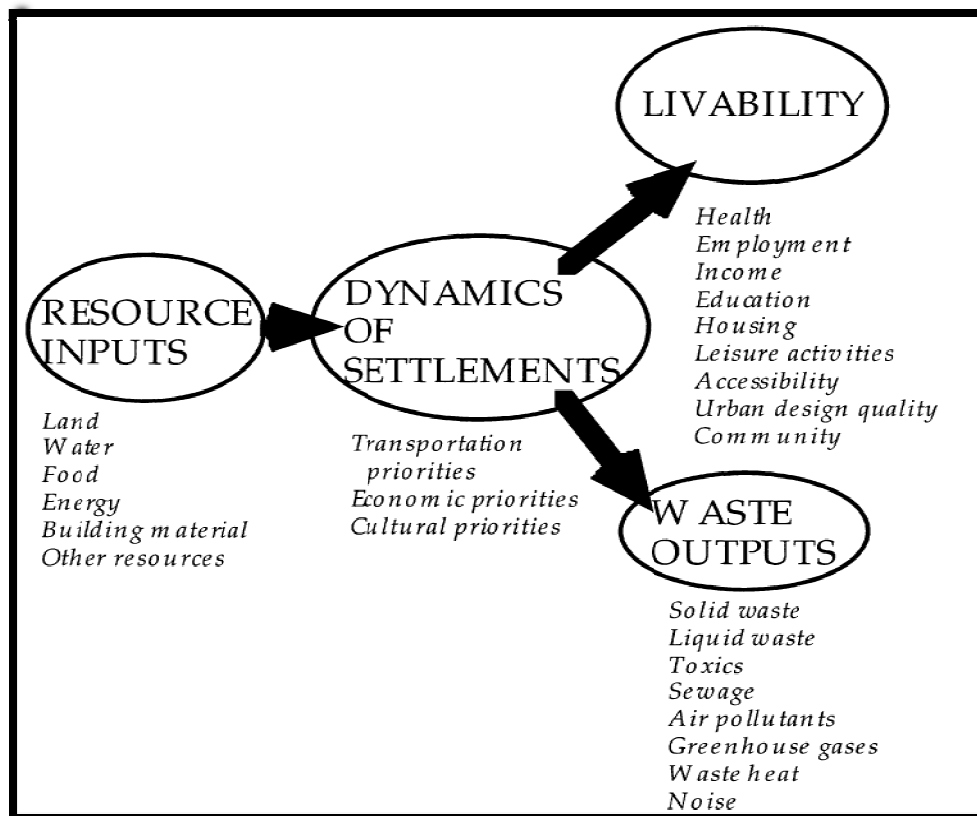 RESOURCE
INPUTS
Land
Water
Food
Energy
Building material
Other resources
DYNAMICS
OF
SETTLEMENTS
Transportation
priorities
Economic priorities
Cultural priorities
LIVABILITY
Health
Employment
Income
Education
Housing
Leisure activities
Accessibility
Urban design quality
Community
WASTE
OUTPUTS
Solid waste
Liquid waste
Toxics
Sewage
Air pollutants
Greenhouse gases
Waste heat
Noise